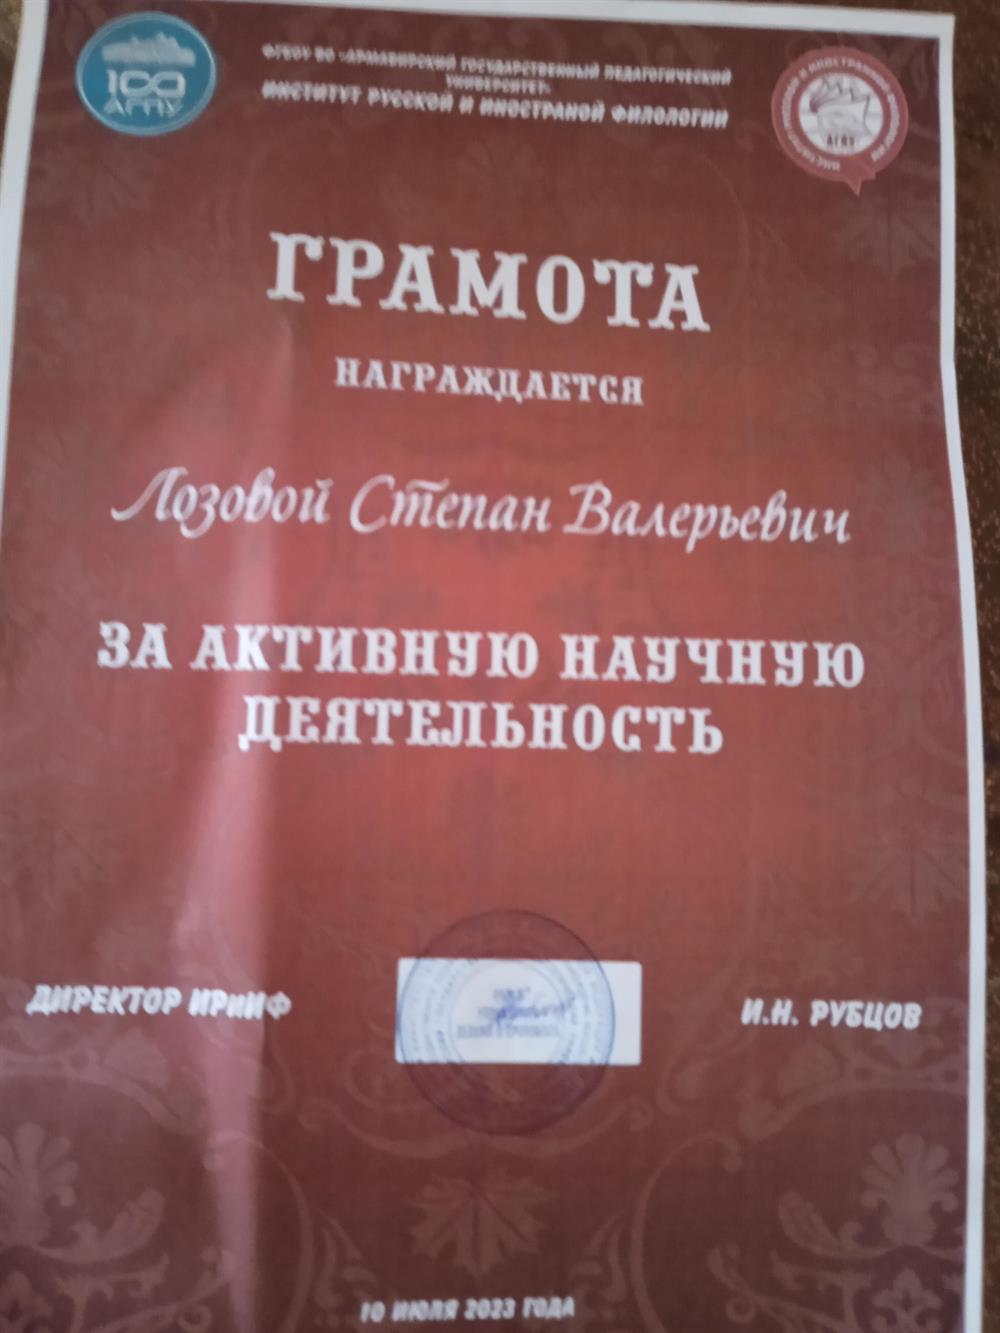 100
АГПУ
ФГБОУ ВО «АРМАВИРСКИЙ ГОСУДАРСТВЕННЫЙ ПЕДАГОГИЧЕСКИЙ
УНИВЕРСИТЕТ»
ИНСТИТУТ РУССКОЙ И ИНОСТРАНОЙ ФИЛОЛОГИИ
АГПУ
ГРАМОТА
НАГРАЖДАЕТСЯ
Лозовой Степан Валерьевич
ЗА АКТИВНУЮ НАУЧНУЮ
ДЕЯТЕЛЬНОСТЬ
ДИРЕКТОР ИРиИФ
И.Н. РУБЦОВ
10 ИЮЛЯ 2023 ГОДА